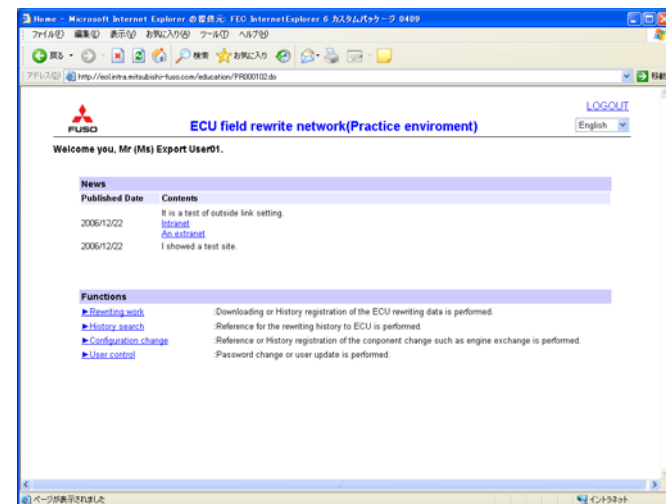 Home - Microsoft Internet Explorer の提供元: FEO InternetExplorer 6 カスタムパッケージ 0409
ファイル(F) 編集(E) 表示(V) お気に入り(A) ツール(T) ヘルプ(H)
戻る 検索 お気に入り
アドレス(D) http://eol.intra.mitsubishi-fuso.com/education/PR000102.do 移動
LOGOUT
FUSO
ECU field rewrite network(Practice enviroment)
English
Welcome you, Mr (Ms) Export User01.
News
Published Date Contents
It is a test of outside link setting.
2006/12/22 Intranet
An extranet
2006/12/22 I showed a test site.
Functions
►Rewriting work :Downloading or History registration of the ECU rewriting data is performed.
►History search :Reference for the rewriting history to ECU is performed.
►Configuration change :Reference or History registration of the conponent change such as engine exchange is performed.
►User control :Password change or user update is performed.
ページが表示されました イントラネット